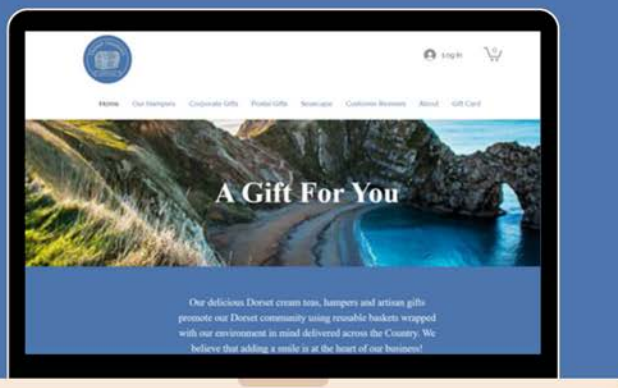 Log In
0
Home Our Hampers Corporate Gifts Postal Gifts Seascape Customer Reviews About Gift Card
A Gift For You
Our delicious Dorset cream teas, hampers and artisan gifts
promote our Dorset community using reusable baskets wrapped
with our environment in mind delivered across the Country. We
believe that adding a smile is at the heart of our business!